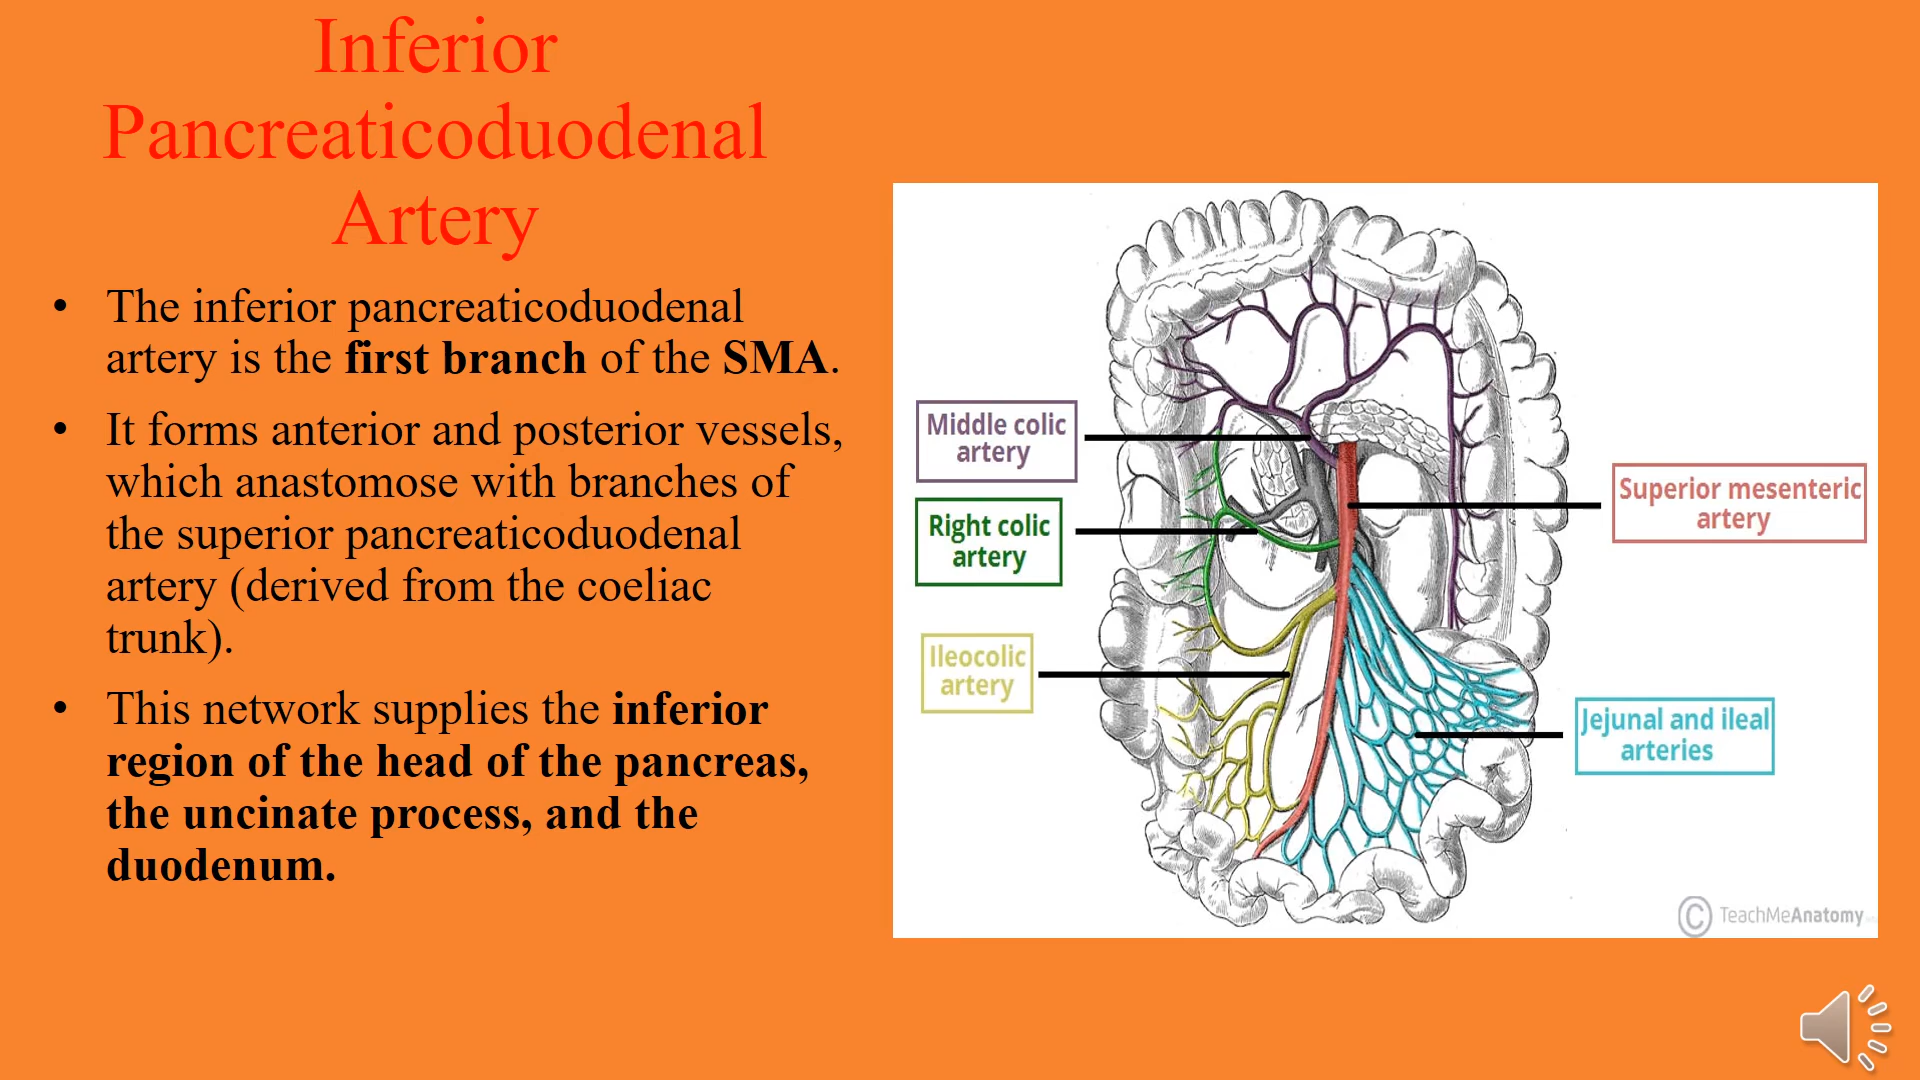 Inferior
Pancreaticoduodenal
Artery
• The inferior pancreaticoduodenal
artery is the first branch of the SMA.
• It forms anterior and posterior vessels,
which anastomose with branches of
the superior pancreaticoduodenal
artery (derived from the coeliac
trunk).
• This network supplies the inferior
region of the head of the pancreas,
the uncinate process, and the
duodenum.
Middle colic
artery
Right colic
artery
Ileocolic
artery
Superior mesenteric
artery
Jejunal and ileal
arteries
© TeachMeAnatomy